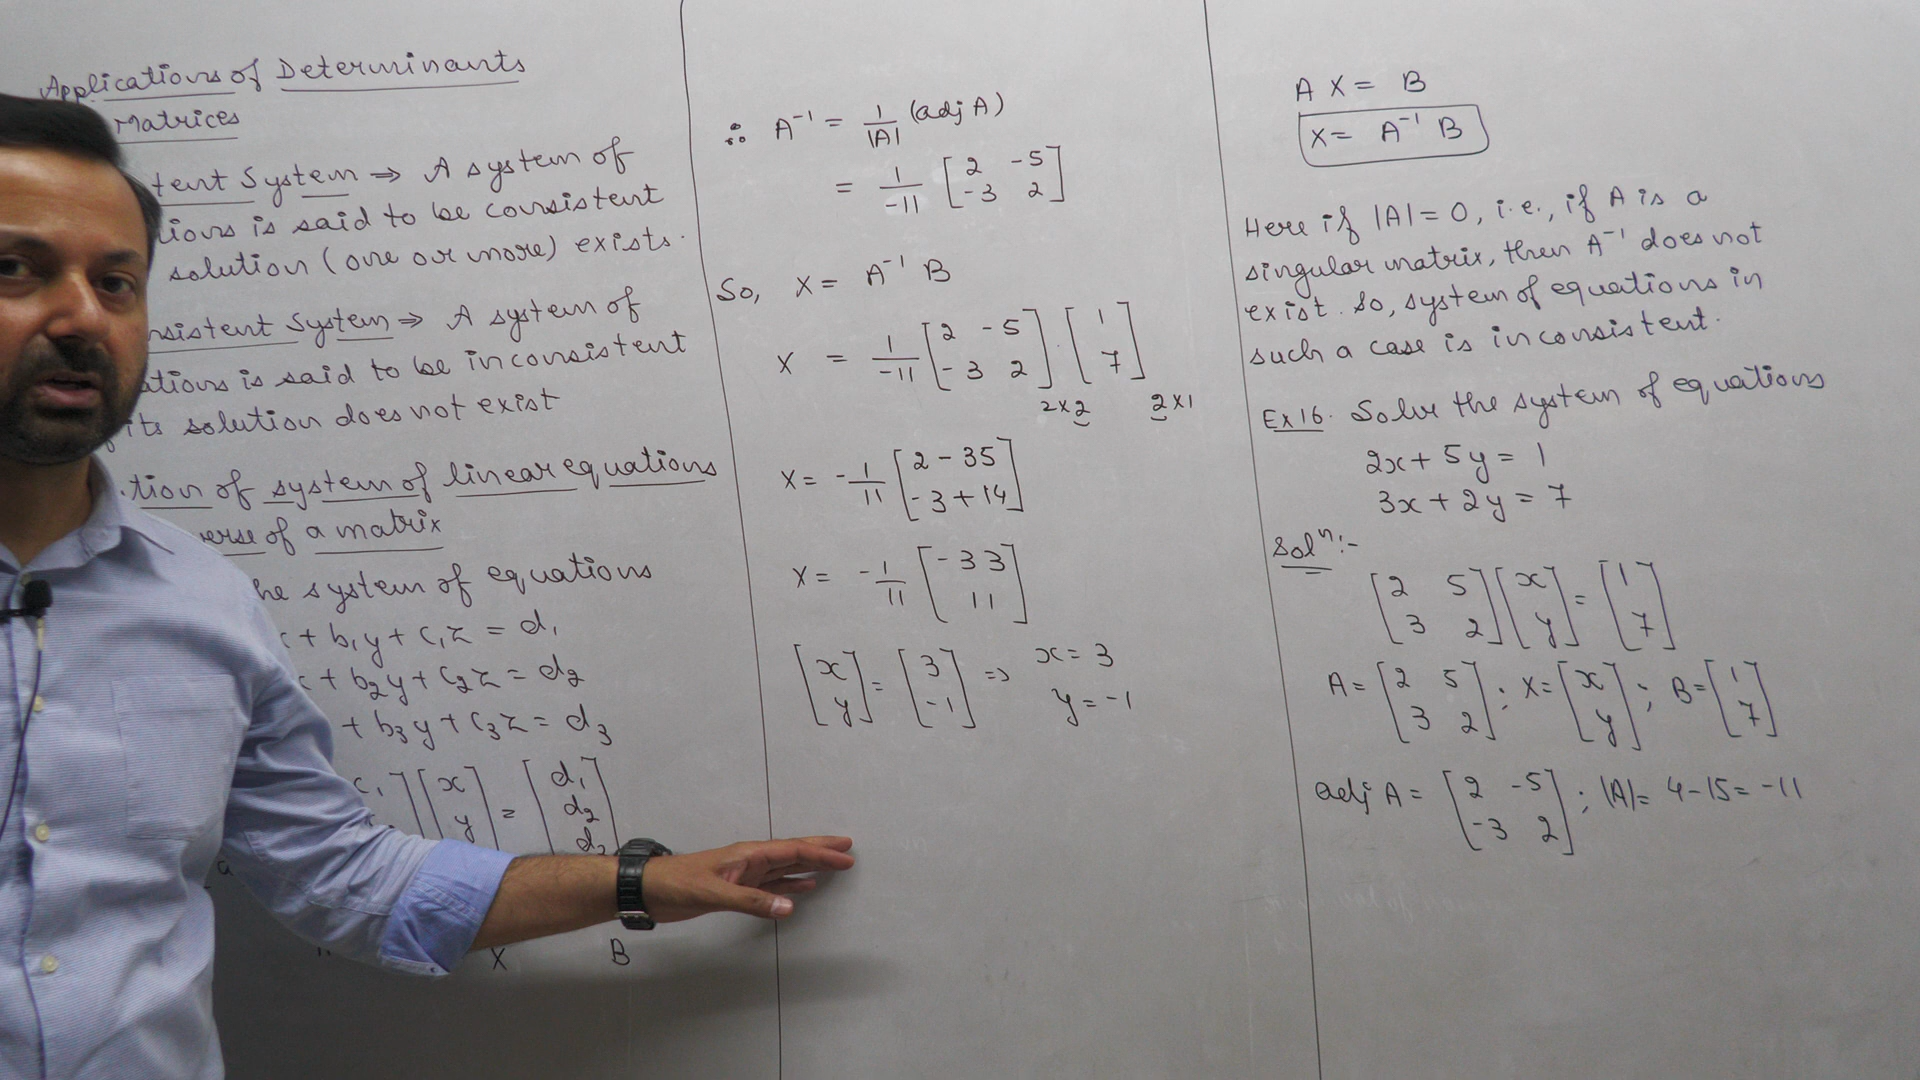 Applications of Determinants
Matrices
tent System ⇒ A system of
tions is said to be consistent
solution (one or more) exists.
nsistent System ⇒ A system of
ations is said to be inconsistent
its solution does not exist
tion of system of linear equations
verse of a matrix
he system of equations
+ b₁y + c₁z = d₁
+ b₂y + c₂z = d₂
+ b₃y + c₃z = d₃
c₁ ] [ x = [ d₁
y d₂
d₃
X B
∴ A⁻¹ = 1/|A| (adj A)
= 1/-11 [ 2 -5
-3 2 ]
So, X = A⁻¹ B
X = 1/-11 [ 2 -5 ] . [ 1 ]
-3 2 7
2×2 2×1
X = -1/11 [ 2 - 35
-3 + 14 ]
X = -1/11 [ -33
11 ]
[ x = [ 3 ⇒ x = 3
y ] -1 ] y = -1
A X = B
X = A⁻¹ B
Here if |A| = 0, i.e., if A is a
singular matrix, then A⁻¹ does not
exist. So, system of equations in
such a case is inconsistent.
Ex 16. Solve the system of equations
2x + 5y = 1
3x + 2y = 7
Solⁿ:-
[ 2 5 ] [ x ] = [ 1 ]
3 2 y 7
A = [ 2 5 ] ; X = [ x ] ; B = [ 1 ]
3 2 y 7
adj A = [ 2 -5 ] ; |A| = 4 - 15 = -11
-3 2